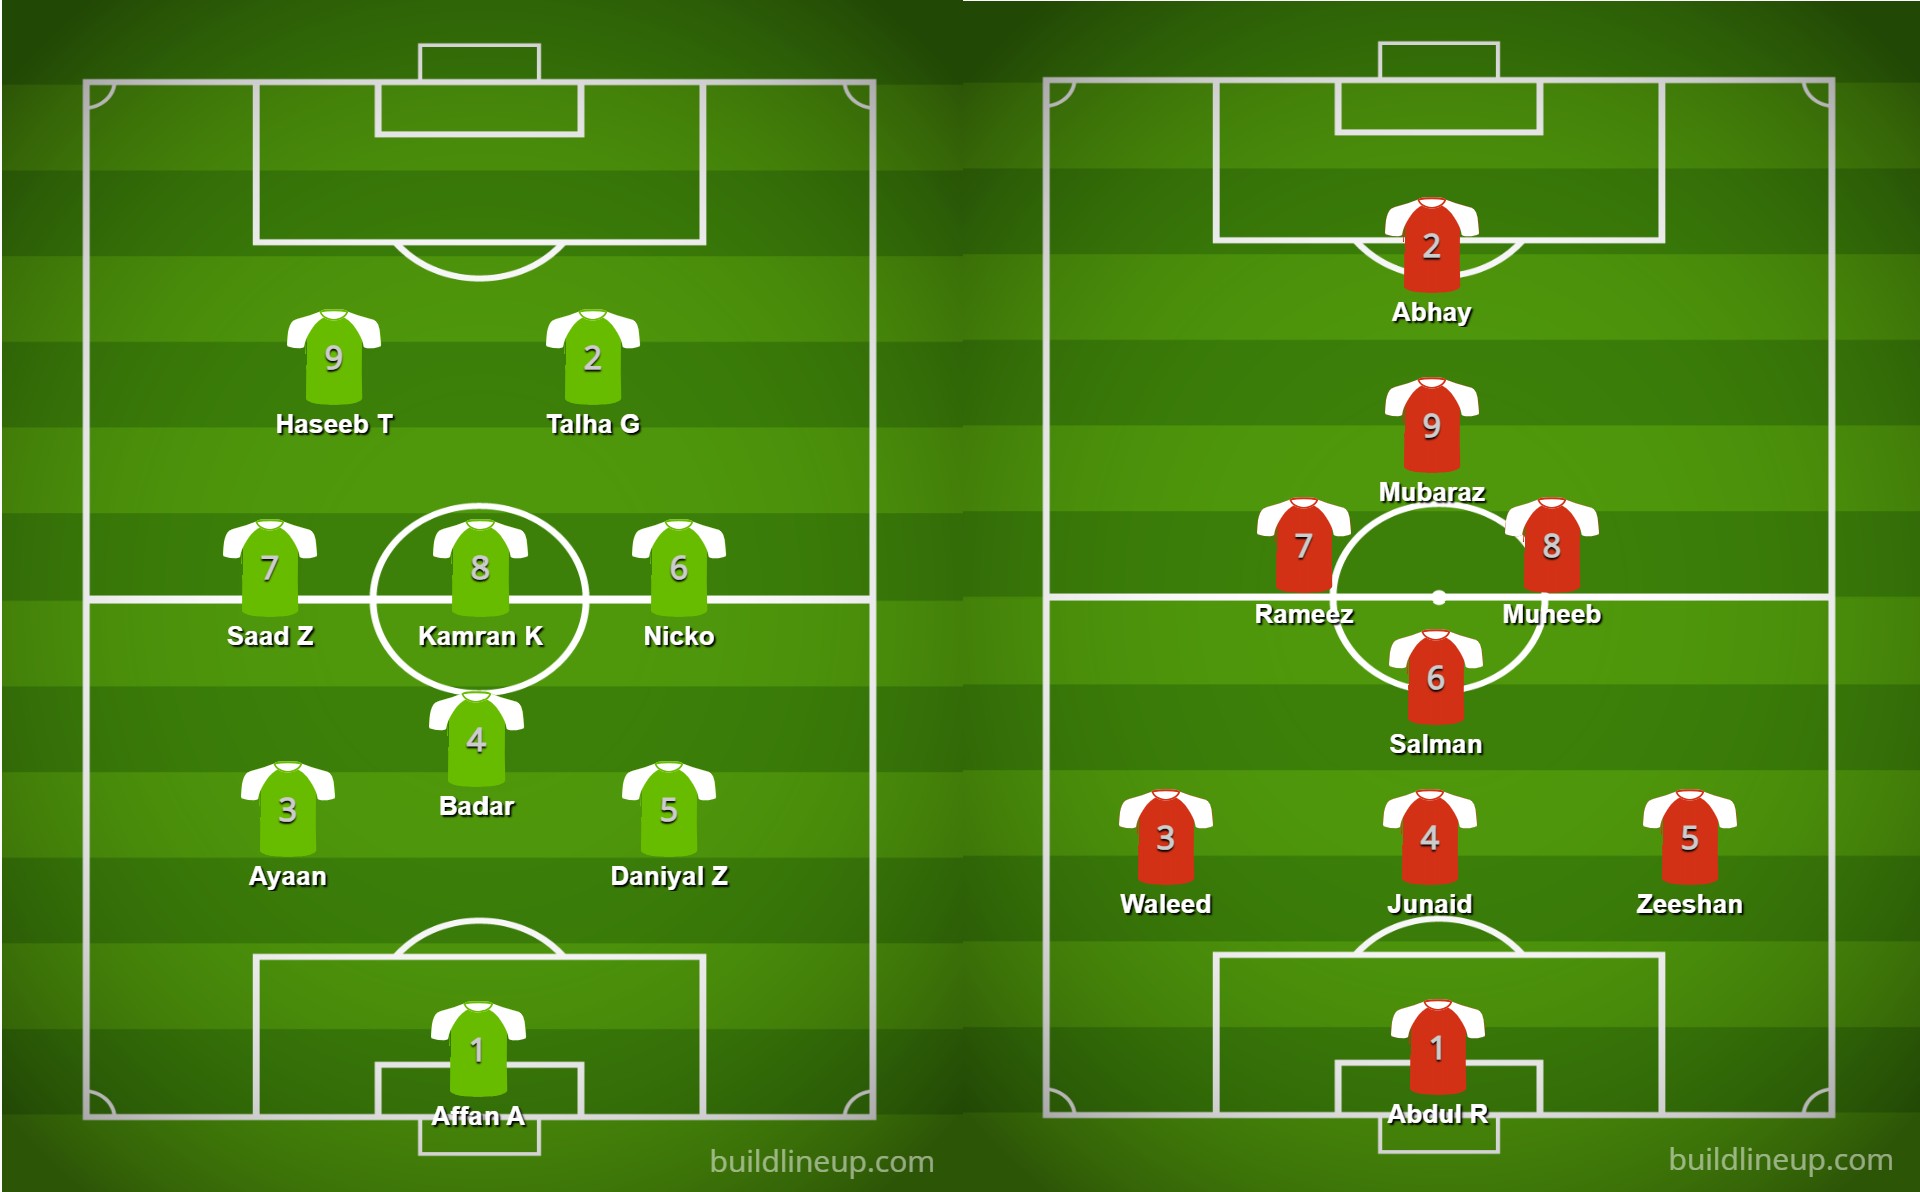 9
Haseeb T
2
Talha G
7
Saad Z
8
Kamran K
6
Nicko
4
Badar
3
Ayaan
5
Daniyal Z
1
Affan A
buildlineup.com
2
Abhay
9
Mubaraz
7
Rameez
8
Muneeb
6
Salman
3
Waleed
4
Junaid
5
Zeeshan
1
Abdul R
buildlineup.com